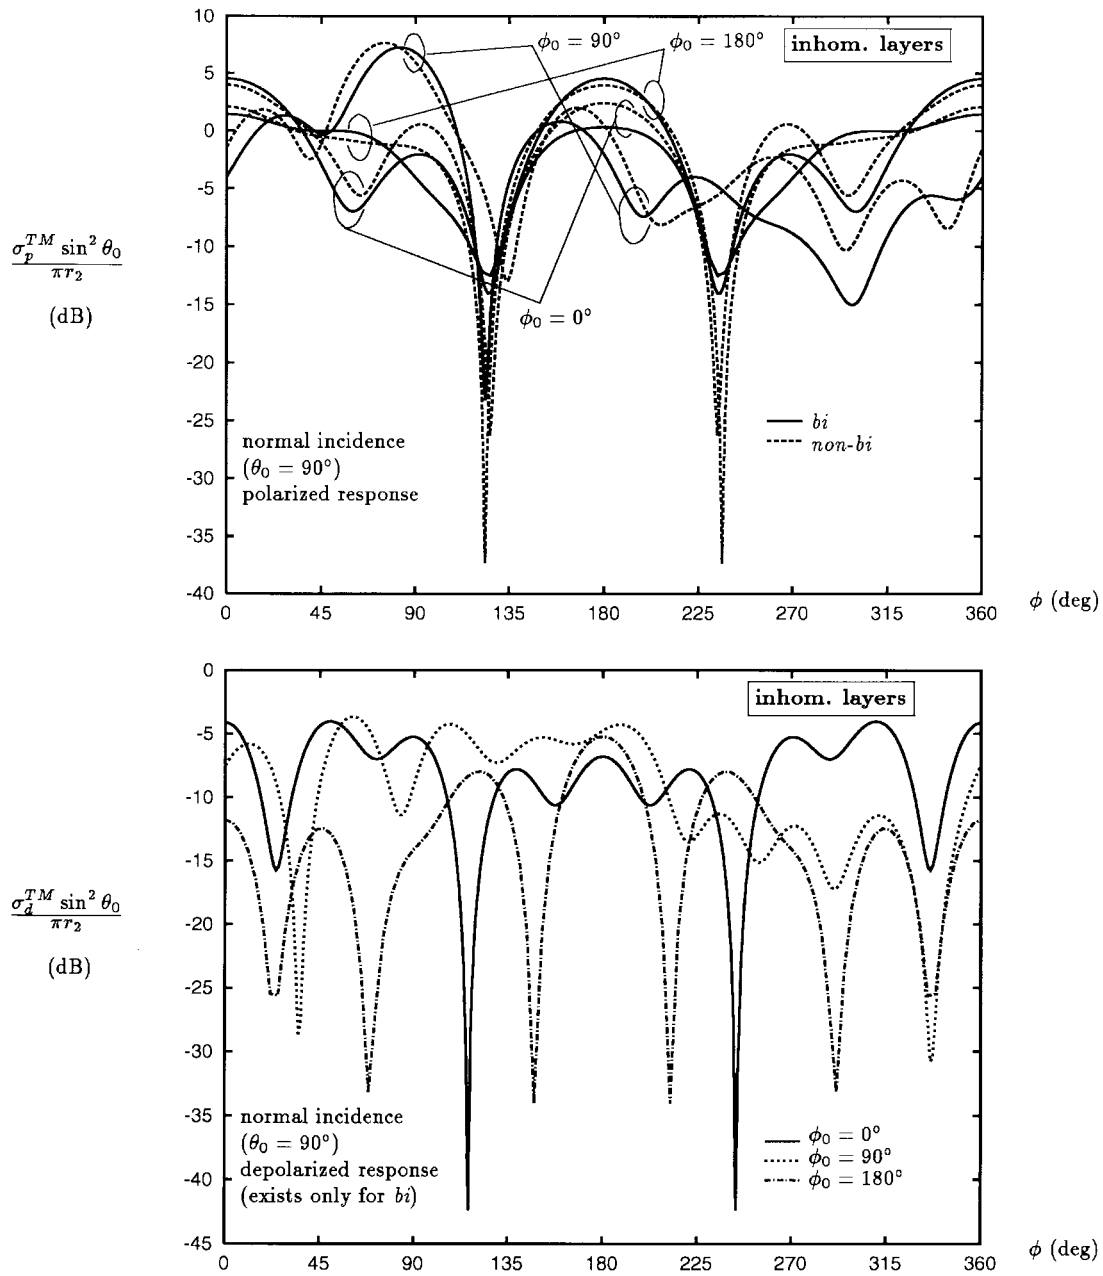 10
5
0
-5
-10
-15
-20
-25
-30
-35
-40
0 45 90 135 180 225 270 315 360
ϕ (deg)
σ_p^{TM} sin² θ₀
πr₂
(dB)
inhom. layers
ϕ₀ = 90°
ϕ₀ = 180°
ϕ₀ = 0°
bi
non-bi
normal incidence
(θ₀ = 90°)
polarized response
0
-5
-10
-15
-20
-25
-30
-35
-40
-45
0 45 90 135 180 225 270 315 360
ϕ (deg)
σ_d^{TM} sin² θ₀
πr₂
(dB)
inhom. layers
normal incidence
(θ₀ = 90°)
depolarized response
(exists only for bi)
ϕ₀ = 0°
ϕ₀ = 90°
ϕ₀ = 180°